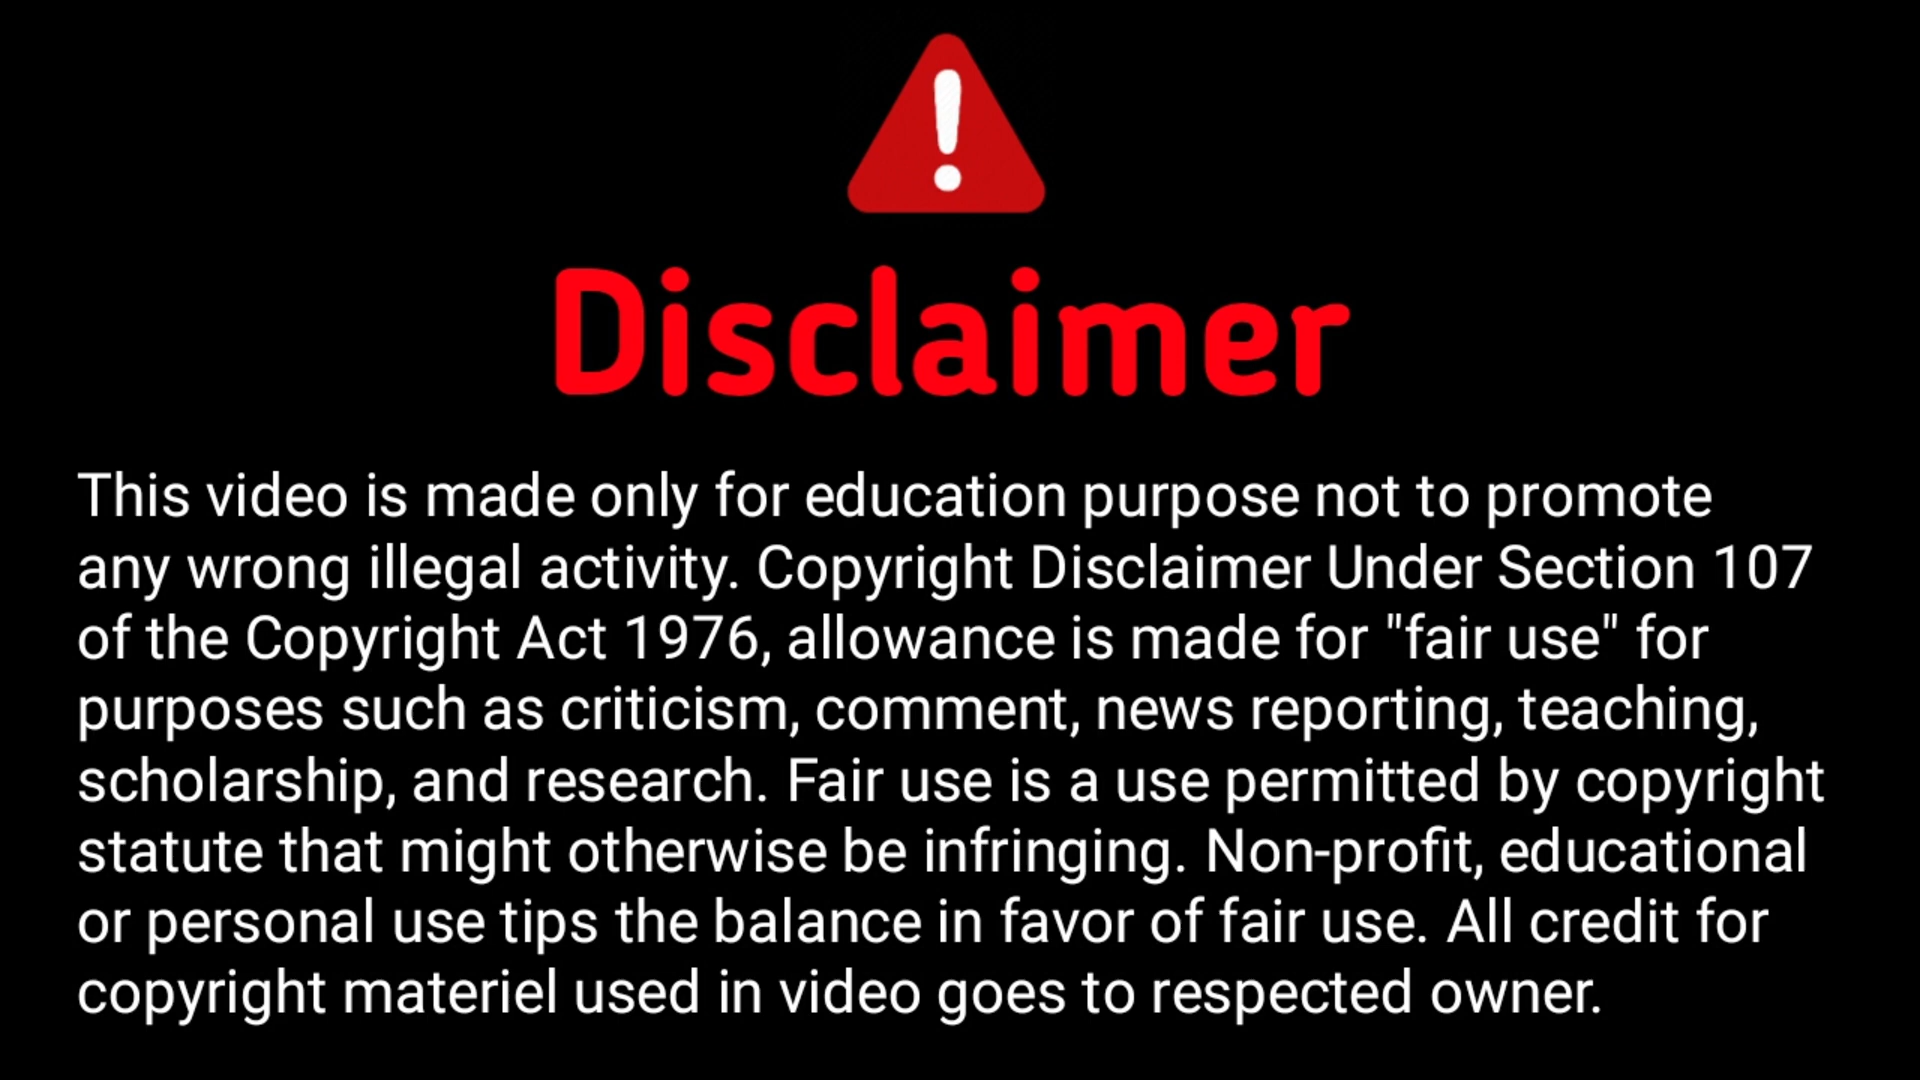 Disclaimer
This video is made only for education purpose not to promote
any wrong illegal activity. Copyright Disclaimer Under Section 107
of the Copyright Act 1976, allowance is made for "fair use" for
purposes such as criticism, comment, news reporting, teaching,
scholarship, and research. Fair use is a use permitted by copyright
statute that might otherwise be infringing. Non-profit, educational
or personal use tips the balance in favor of fair use. All credit for
copyright materiel used in video goes to respected owner.